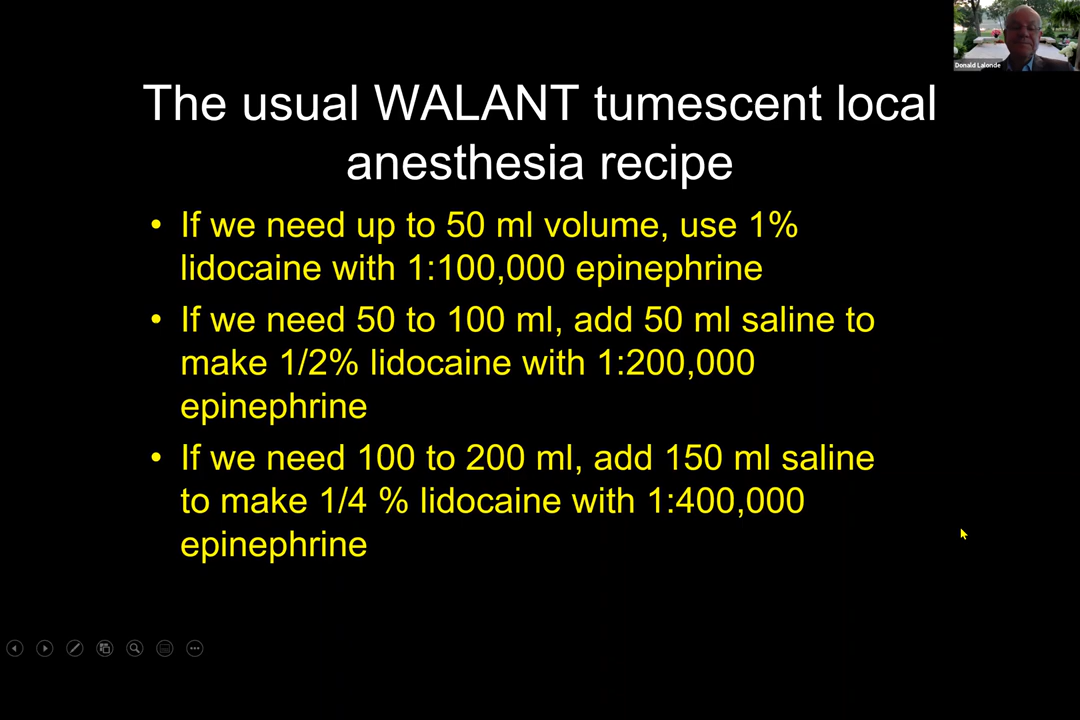 Donald Lalonde
The usual WALANT tumescent local
anesthesia recipe
• If we need up to 50 ml volume, use 1%
lidocaine with 1:100,000 epinephrine
• If we need 50 to 100 ml, add 50 ml saline to
make 1/2% lidocaine with 1:200,000
epinephrine
• If we need 100 to 200 ml, add 150 ml saline
to make 1/4 % lidocaine with 1:400,000
epinephrine